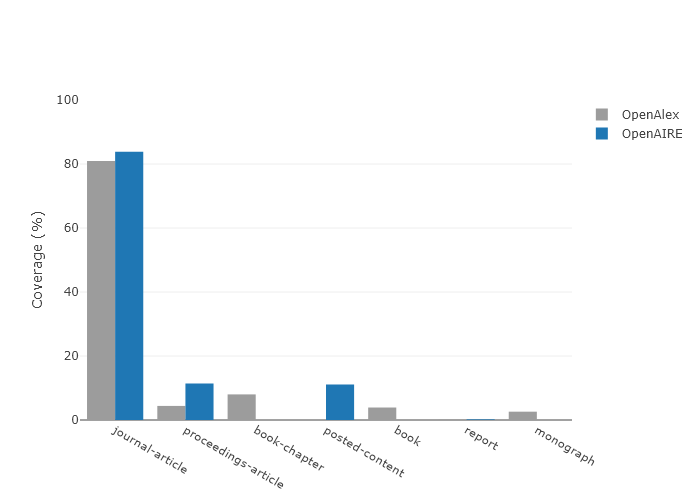 100
80
60
40
20
0
Coverage (%)
journal-article
proceedings-article
book-chapter
posted-content
book
report
monograph
OpenAlex
OpenAIRE